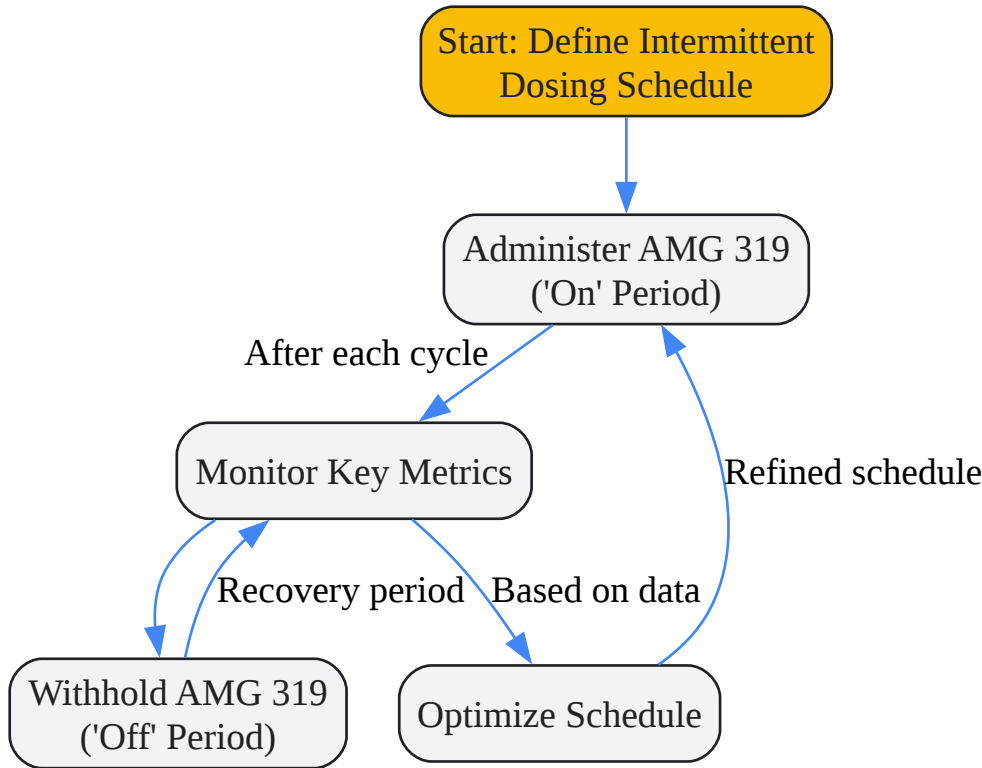 Start: Define Intermittent
Dosing Schedule
Administer AMG 319
('On' Period)
After each cycle
Monitor Key Metrics
Refined schedule
Recovery period
Based on data
Withhold AMG 319
('Off' Period)
Optimize Schedule